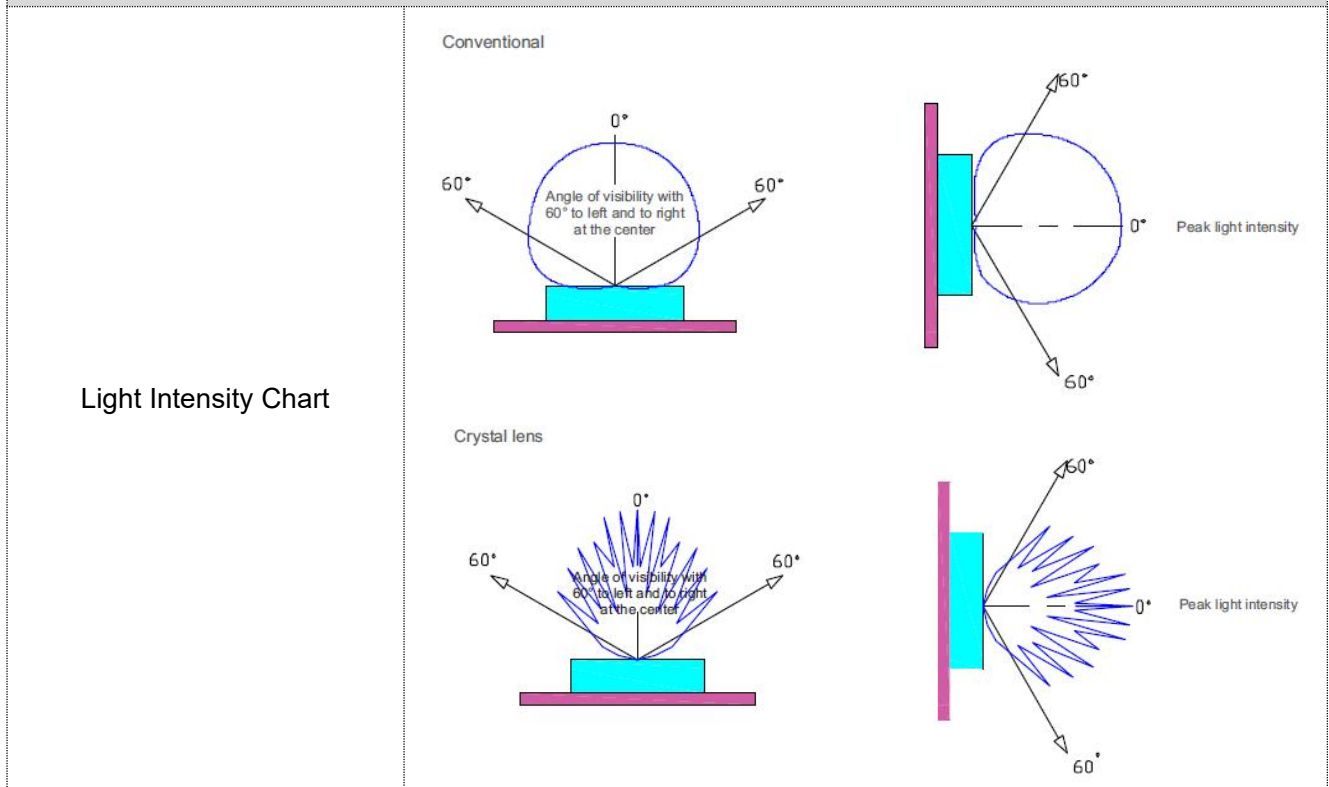 Light Intensity Chart
Conventional
0°
60°
60°
Angle of visibility with
60° to left and to right
at the center
60°
0°
Peak light intensity
60°
Crystal lens
0°
60°
60°
Angle of visibility with
60° to left and to right
at the center
60°
0°
Peak light intensity
60°